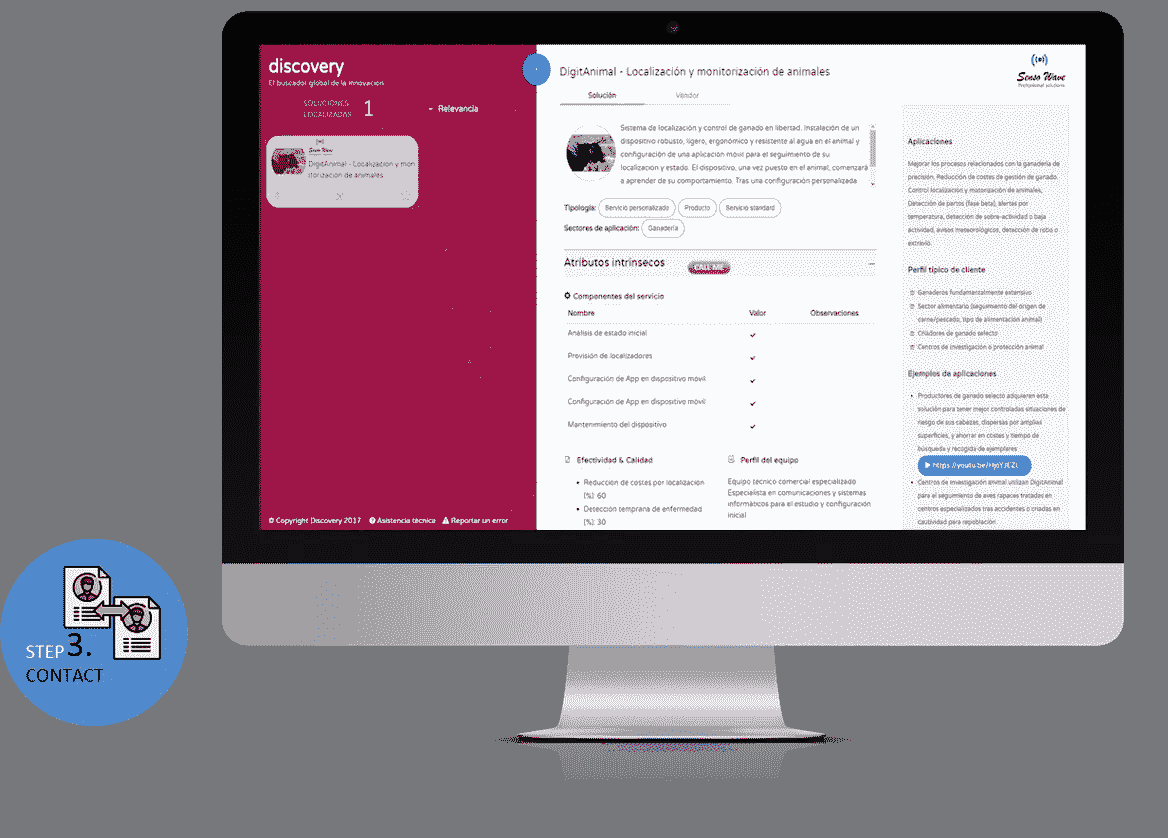 discovery
El buscador global de la innovación
SOLUCIONES
LOCALIZADAS
1
Relevancia
Senso Wave
DigitAnimal - Localización y mon
itorización de animales
© Copyright Discovery 2017 Asistencia técnica Reportar un error
DigitAnimal - Localización y monitorización de animales
Solución Vendor
Sistema de localización y control de ganado en libertad. Instalación de un
dispositivo robusto, ligero, ergonómico y resistente al agua en el animal y
configuración de una aplicación móvil para el seguimiento de su
localización y estado. El dispositivo, una vez puesto en el animal, comenzará
a aprender de su comportamiento. Tras una configuración personalizada
Tipología: Servicio personalizado Producto Servicio standard
Sectores de aplicación: Ganadería
Atributos intrínsecos
CALL ME
Componentes del servicio
Nombre Valor Observaciones
Análisis de estado inicial
Provisión de localizadores
Configuración de App en dispositivo móvil
Configuración de App en dispositivo móvil
Mantenimiento del dispositivo
Efectividad & Calidad
Reducción de costes por localización
(%): 60
Detección temprana de enfermedad
(%): 30
Perfil del equipo
Equipo técnico comercial especializado
Especialista en comunicaciones y sistemas
informáticos para el estudio y configuración
inicial
Senso Wave
Professional solutions
Aplicaciones
Mejorar los procesos relacionados con la ganadería de
precisión. Reducción de costes de gestión de ganado.
Control localización y motorización de animales,
Detección de partos (fase beta), alertas por
temperatura, detección de sobre-actividad o baja
actividad, avisos meteorológicos, detección de robo o
extravío.
Perfil típico de cliente
Ganaderos fundamentalmente extensivo
Sector alimentario (seguimiento del origen de
carne/pescado, tipo de alimentación animal)
Criadores de ganado selecto
Centros de investigación o protección animal
Ejemplos de aplicaciones
Productores de ganado selecto adquieren esta
solución para tener mejor controladas situaciones de
riesgo de sus cabezas, dispersas por amplias
superficies, y ahorrar en costes y tiempo de
búsqueda y recogida de ejemplares
Centros de investigación animal utilizan DigitAnimal
para el seguimiento de aves rapaces tratadas en
centros especializados tras accidentes o criadas en
cautividad para repoblación
STEP 3.
CONTACT